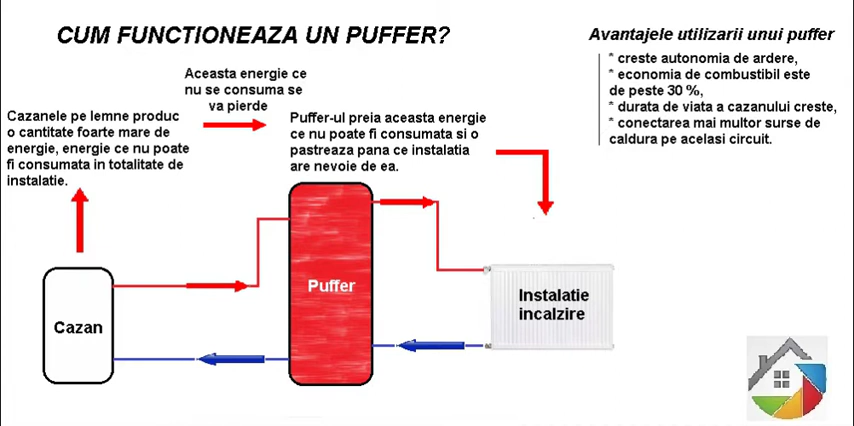 CUM FUNCTIONEAZA UN PUFFER?
Avantajele utilizarii unui puffer
* creste autonomia de ardere,
* economia de combustibil este
de peste 30 %,
* durata de viata a cazanului creste,
* conectarea mai multor surse de
caldura pe acelasi circuit.
Aceasta energie ce
nu se consuma se
va pierde
Cazanele pe lemne produc
o cantitate foarte mare de
energie, energie ce nu poate
fi consumata in totalitate de
instalatie.
Puffer-ul preia aceasta energie
ce nu poate fi consumata si o
pastreaza pana ce instalatia
are nevoie de ea.
Cazan
Puffer
Instalatie
incalzire